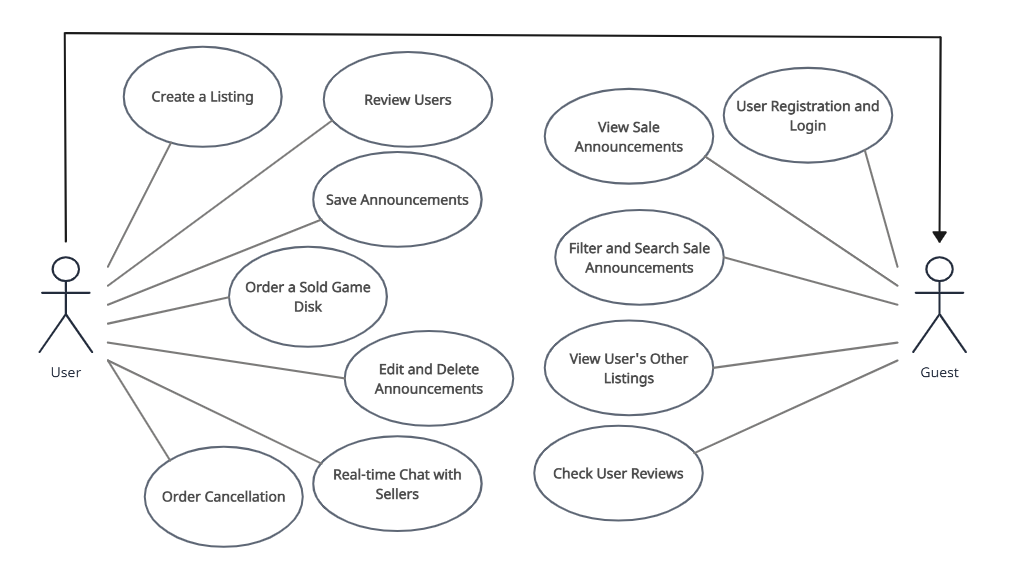 Create a Listing
Review Users
User Registration and
Login
View Sale
Announcements
Save Announcements
Filter and Search Sale
Announcements
Order a Sold Game
Disk
User
Guest
Edit and Delete
Announcements
View User's Other
Listings
Check User Reviews
Real-time Chat with
Sellers
Order Cancellation